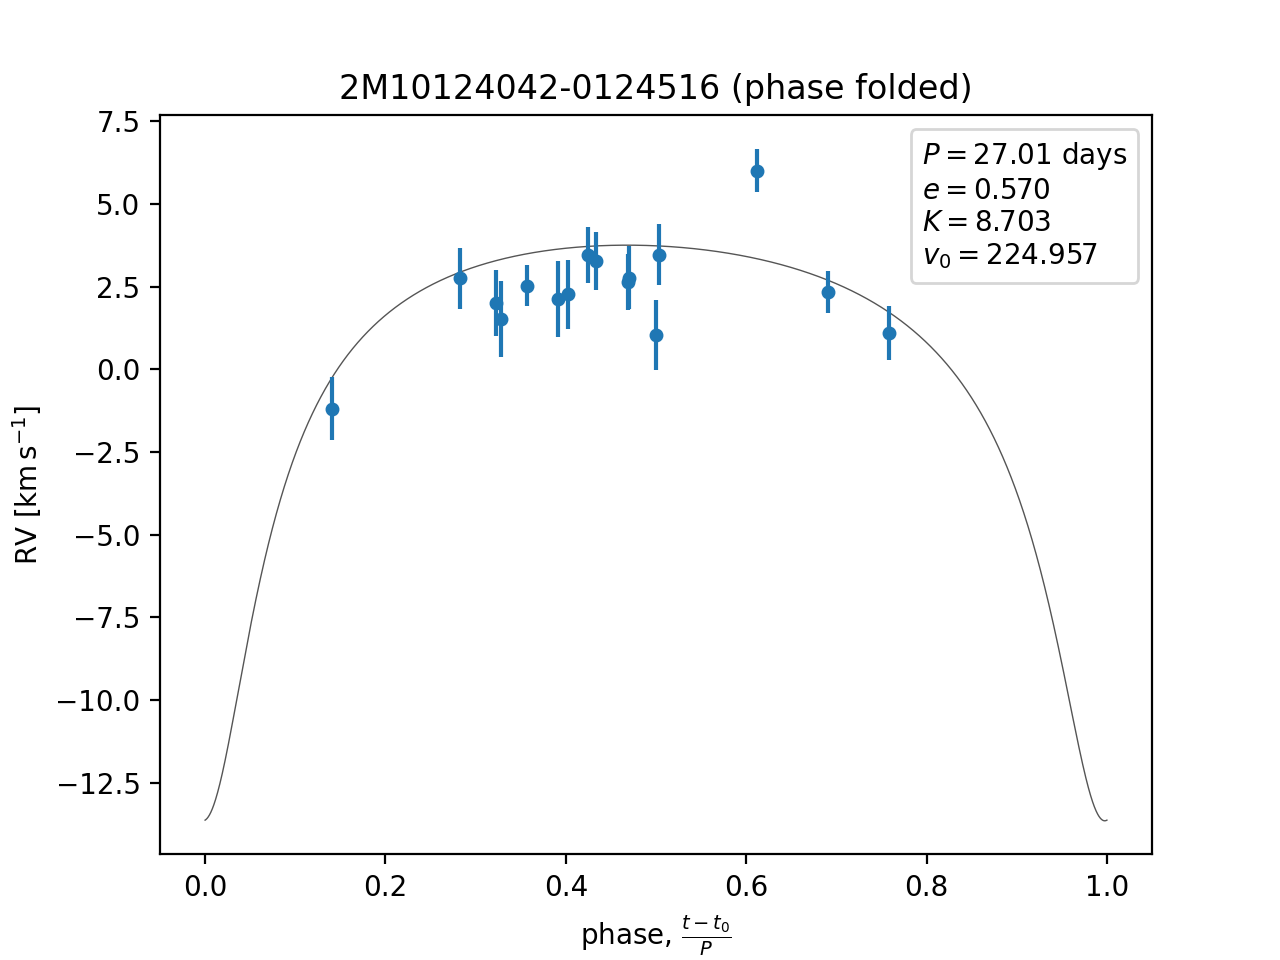 2M10124042-0124516 (phase folded)
7.5
5.0
2.5
0.0
−2.5
−5.0
−7.5
−10.0
−12.5
RV [km s⁻¹]
P = 27.01 days
e = 0.570
K = 8.703
v₀ = 224.957
0.0 0.2 0.4 0.6 0.8 1.0
phase, (t − t₀)/P